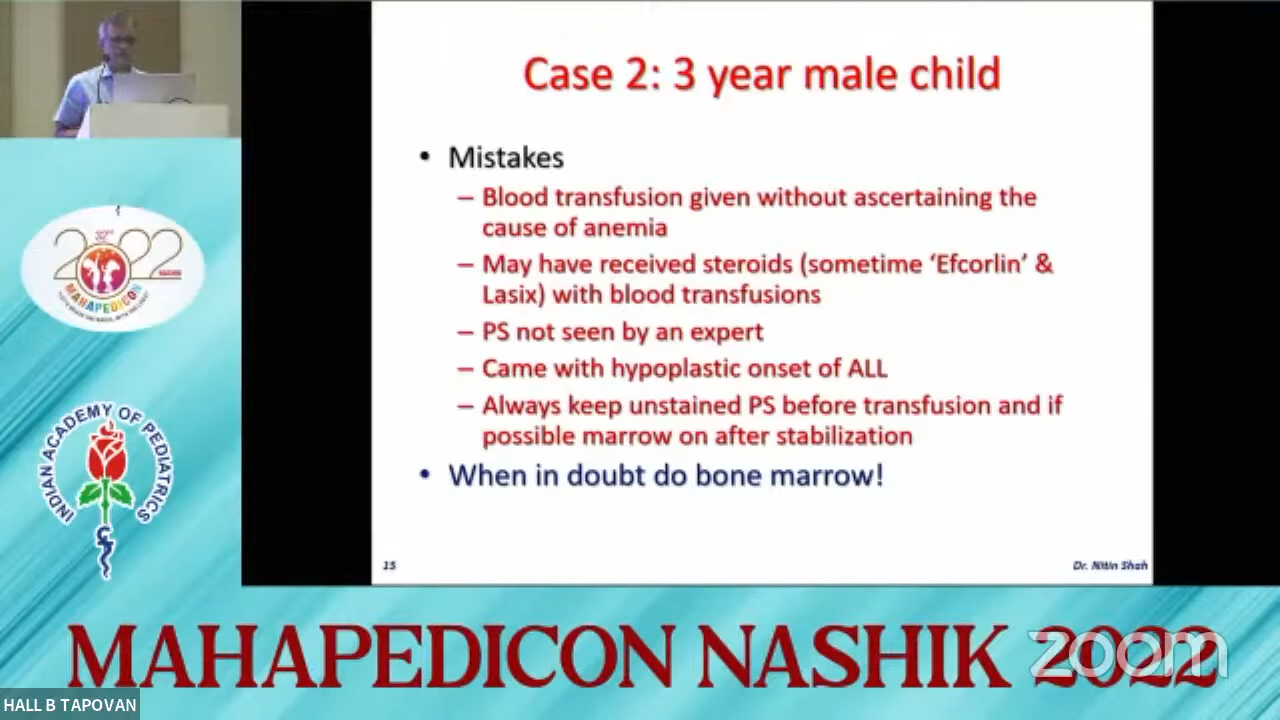 Case 2: 3 year male child
• Mistakes
– Blood transfusion given without ascertaining the
cause of anemia
– May have received steroids (sometime ‘Efcorlin’ &
Lasix) with blood transfusions
– PS not seen by an expert
– Came with hypoplastic onset of ALL
– Always keep unstained PS before transfusion and if
possible marrow on after stabilization
• When in doubt do bone marrow!
15
Dr. Nitin Shah
2022
MAHAPEDICON
INDIAN ACADEMY OF PEDIATRICS
MAHAPEDICON NASHIK 2022
zoom
HALL B TAPOVAN